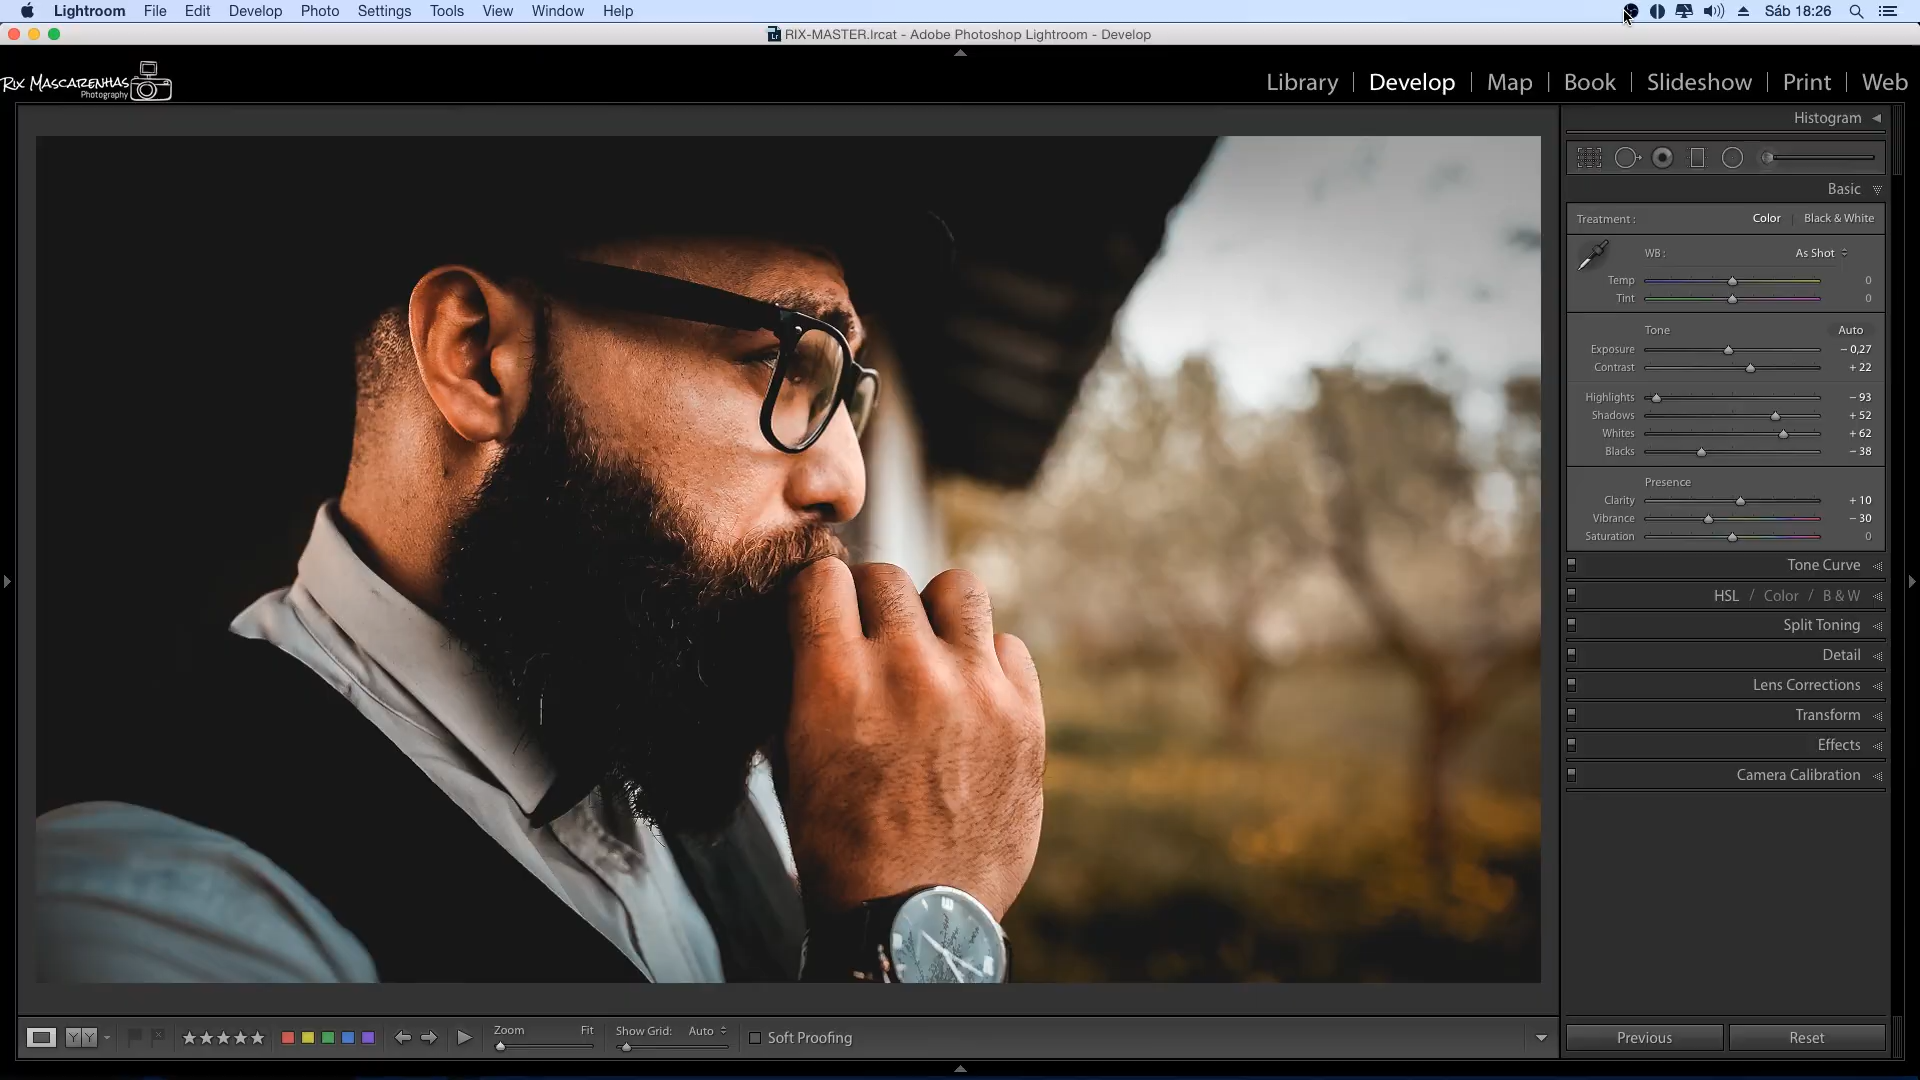 Lightroom File Edit Develop Photo Settings Tools View Window Help Sáb 18:26
RIX-MASTER.lrcat - Adobe Photoshop Lightroom - Develop
Rix Mascarenhas
Photography
Library | Develop | Map | Book | Slideshow | Print | Web
Histogram
Basic
Treatment : Color | Black & White
WB : As Shot
Temp 0
Tint 0
Tone Auto
Exposure – 0,27
Contrast + 22
Highlights – 93
Shadows + 52
Whites + 62
Blacks – 38
Presence
Clarity + 10
Vibrance – 30
Saturation 0
Tone Curve
HSL / Color / B & W
Split Toning
Detail
Lens Corrections
Transform
Effects
Camera Calibration
YY Zoom Fit Show Grid: Auto Soft Proofing
Previous Reset